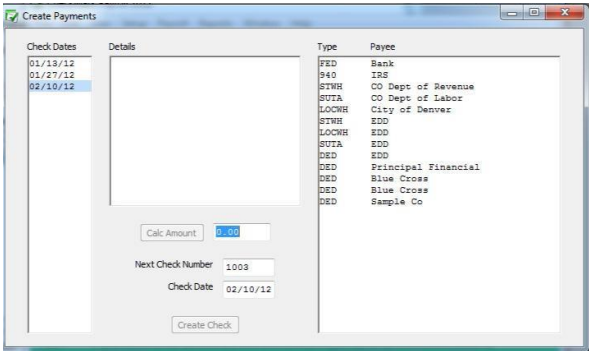 Create Payments
Check Dates
01/13/12
01/27/12
02/10/12
Details
Calc Amount 0.00
Next Check Number 1003
Check Date 02/10/12
Create Check
Type Payee
FED Bank
940 IRS
STWH CO Dept of Revenue
SUTA CO Dept of Labor
LOCWH City of Denver
STWH EDD
LOCWH EDD
SUTA EDD
DED EDD
DED Principal Financial
DED Blue Cross
DED Blue Cross
DED Sample Co